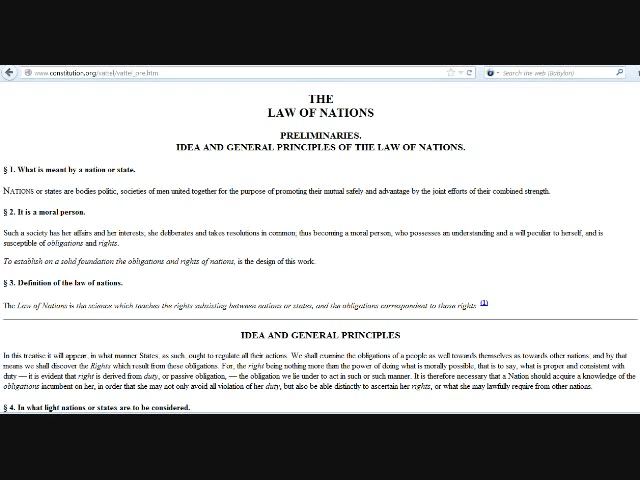 www.constitution.org/vattel/vattel_pre.htm
Search the web (Babylon)
THE
LAW OF NATIONS
PRELIMINARIES.
IDEA AND GENERAL PRINCIPLES OF THE LAW OF NATIONS.
§ 1. What is meant by a nation or state.
NATIONS or states are bodies politic, societies of men united together for the purpose of promoting their mutual safely and advantage by the joint efforts of their combined strength.
§ 2. It is a moral person.
Such a society has her affairs and her interests; she deliberates and takes resolutions in common; thus becoming a moral person, who possesses an understanding and a will peculiar to herself, and is
susceptible of obligations and rights.
To establish on a solid foundation the obligations and rights of nations, is the design of this work.
§ 3. Definition of the law of nations.
The Law of Nations is the science which teaches the rights subsisting between nations or states, and the obligations correspondent to those rights. (1)
IDEA AND GENERAL PRINCIPLES
In this treatise it will appear, in what manner States, as such, ought to regulate all their actions. We shall examine the obligations of a people as well towards themselves as towards other nations, and by that
means we shall discover the Rights which result from these obligations. For, the right being nothing more than the power of doing what is morally possible, that is to say, what is proper and consistent with
duty — it is evident that right is derived from duty, or passive obligation, — the obligation we lie under to act in such or such manner. It is therefore necessary that a Nation should acquire a knowledge of the
obligations incumbent on her, in order that she may not only avoid all violation of her duty, but also be able distinctly to ascertain her rights, or what she may lawfully require from other nations.
§ 4. In what light nations or states are to be considered.